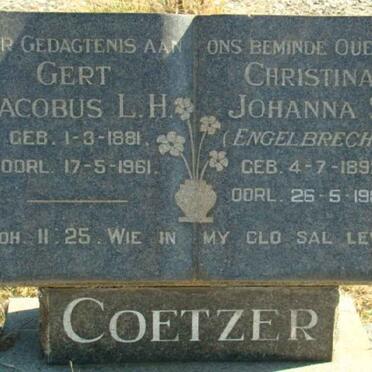 R GEDAGTENIS AAN ONS BEMINDE OUE
GERT
ACOBUS L.H.
GEB. 1-3-1881.
OORL. 17-5-1961.
CHRISTINA
JOHANNA
(ENGELBRECH
GEB. 4-7-189
OORL. 26-5-19
OH. 11:25. WIE IN MY GLO SAL LE
COETZER